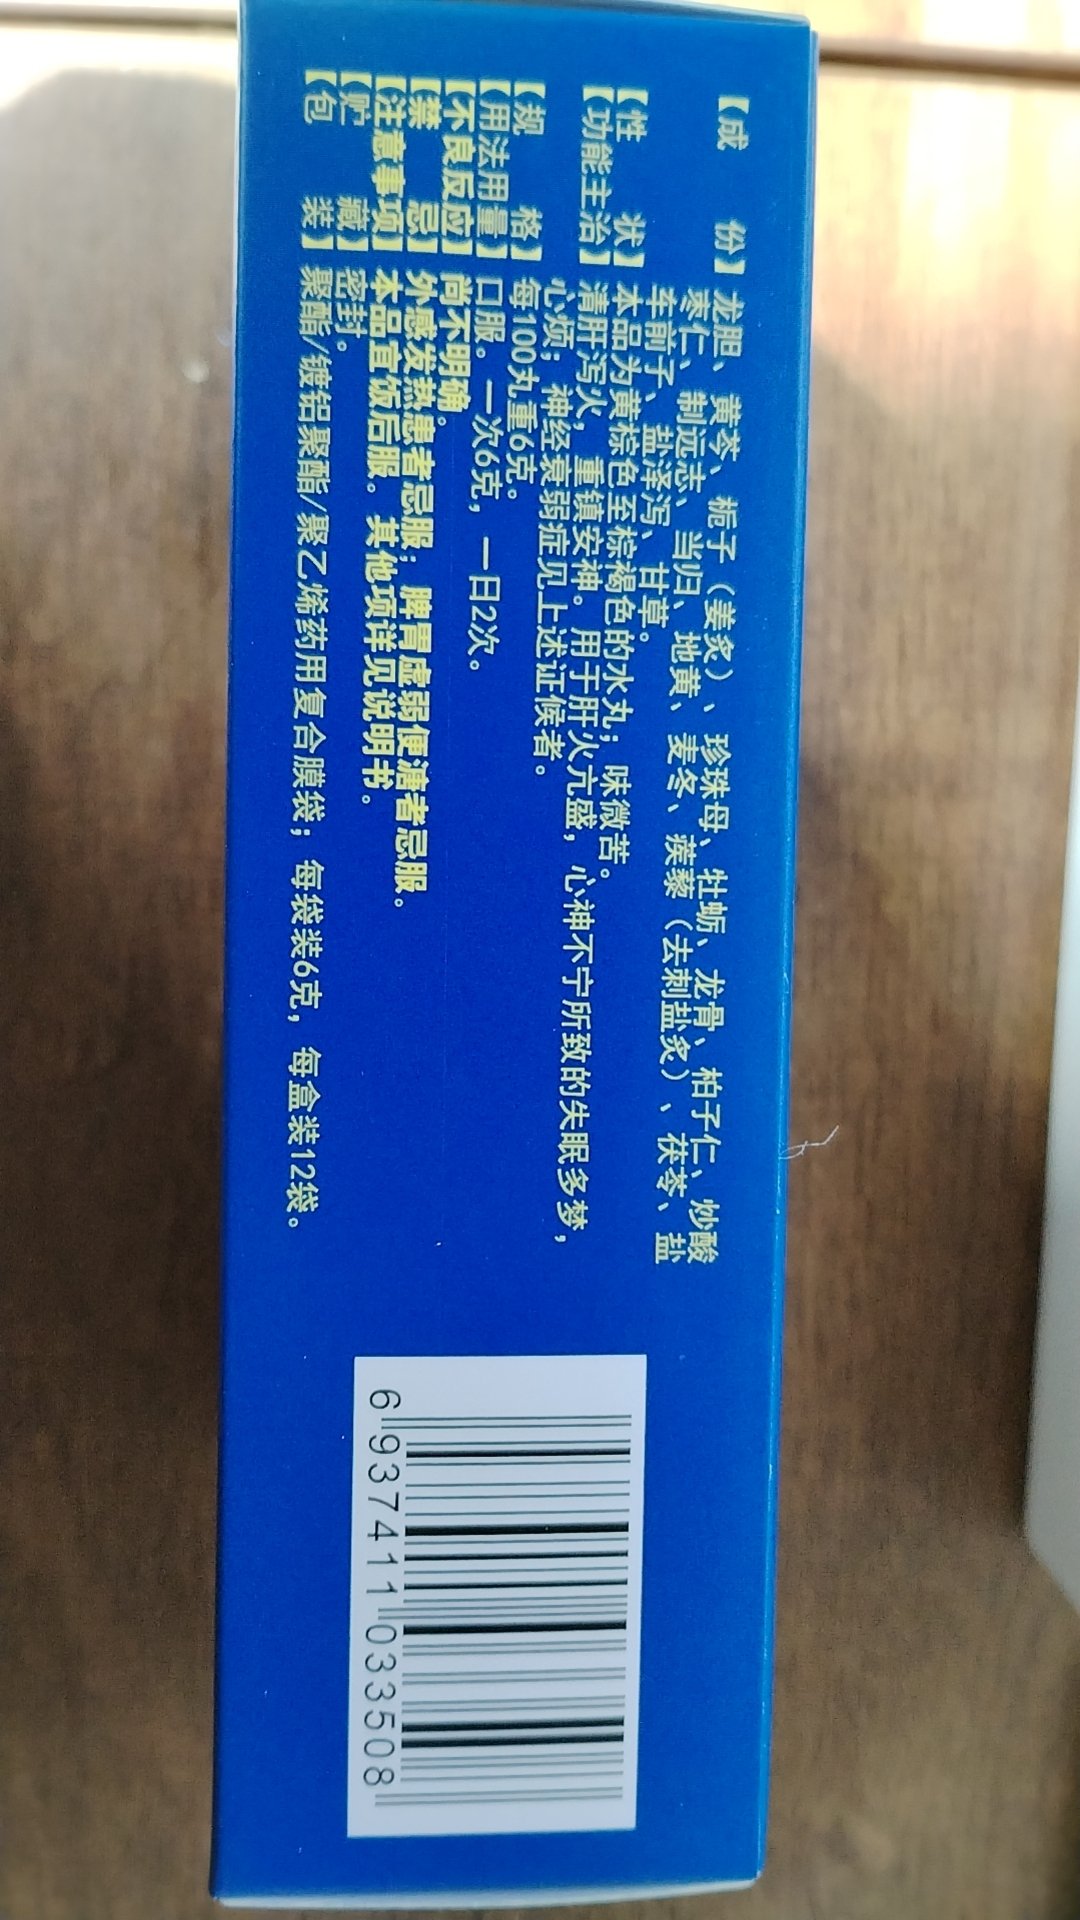 【成份】龙胆、黄芩、栀子（姜炙）、珍珠母、牡蛎、龙骨、柏子仁、炒酸
枣仁、制远志、当归、地黄、麦冬、蒺藜（去刺盐炙）、茯苓、盐
车前子、盐泽泻、甘草。
【性状】本品为黄棕色至棕褐色的水丸；味微苦。
【功能主治】清肝泻火，重镇安神。用于肝火亢盛，心神不宁所致的失眠多梦，
心烦；神经衰弱症见上述证候者。
【规格】每100丸重6克。
【用法用量】口服。一次6克，一日2次。
【不良反应】尚不明确。
【禁忌】外感发热患者忌服；脾胃虚弱便溏者忌服。
【注意事项】本品宜饭后服。其他项详见说明书。
【贮藏】密封。
【包装】聚酯/镀铝聚酯/聚乙烯药用复合膜袋；每袋装6克，每盒装12袋。
6 937411 033508